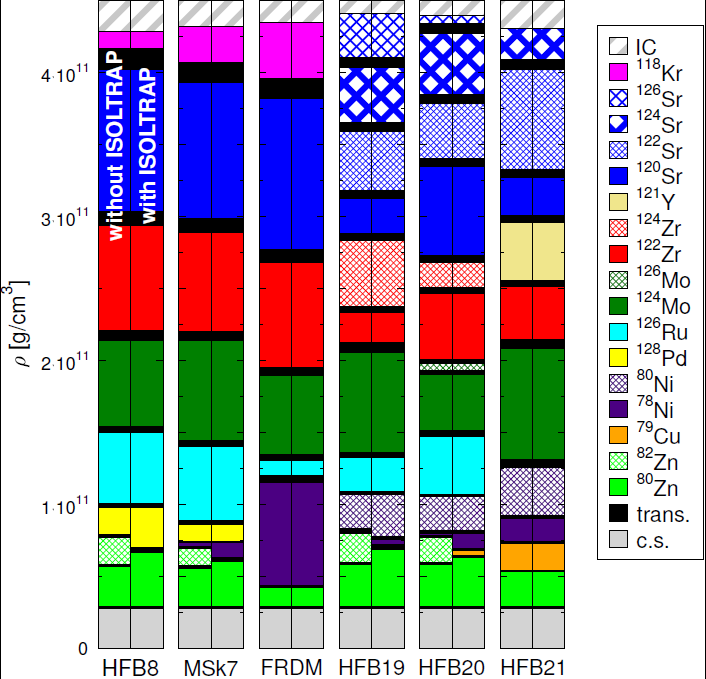 ρ [g/cm³]
4·10¹¹
3·10¹¹
2·10¹¹
1·10¹¹
0
without ISOLTRAP
with ISOLTRAP
HFB8 MSk7 FRDM HFB19 HFB20 HFB21
IC
¹¹⁸Kr
¹²⁶Sr
¹²⁴Sr
¹²²Sr
¹²⁰Sr
¹²¹Y
¹²⁴Zr
¹²²Zr
¹²⁶Mo
¹²⁴Mo
¹²⁶Ru
¹²⁸Pd
⁸⁰Ni
⁷⁸Ni
⁷⁹Cu
⁸²Zn
⁸⁰Zn
trans.
c.s.